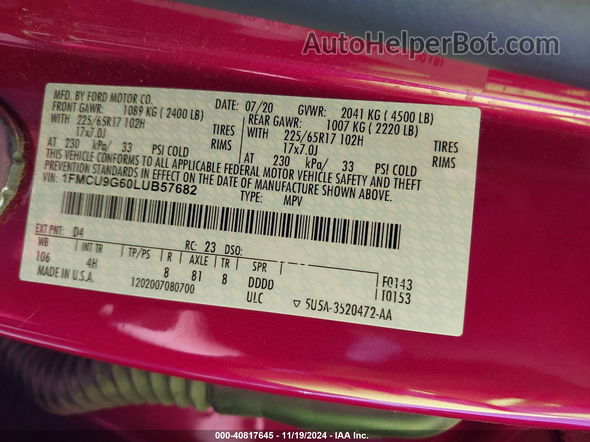 AutoHelperBot.com
MFD. BY FORD MOTOR CO.
DATE: 07/20 GVWR: 2041 KG ( 4500 LB)
FRONT GAWR: 1089 KG ( 2400 LB) REAR GAWR: 1007 KG ( 2220 LB)
WITH 225/65R17 102H TIRES WITH 225/65R17 102H TIRES
17x7.0J RIMS 17x7.0J RIMS
AT 230 kPa/ 33 PSI COLD AT 230 kPa/ 33 PSI COLD
THIS VEHICLE CONFORMS TO ALL APPLICABLE FEDERAL MOTOR VEHICLE SAFETY AND THEFT
PREVENTION STANDARDS IN EFFECT ON THE DATE OF MANUFACTURE SHOWN ABOVE.
VIN: 1FMCU9G60LUB57682
TYPE: MPV
EXT PNT: D4 RC: 23 DSO:
WB INT TR TP/PS R AXLE TR SPR
106 4H 8 81 8 DDDD F0143
MADE IN U.S.A. 1202007080700 ULC T0153
▽ 5U5A-3520472-AA
000-40817645 - 11/19/2024 - IAA Inc.